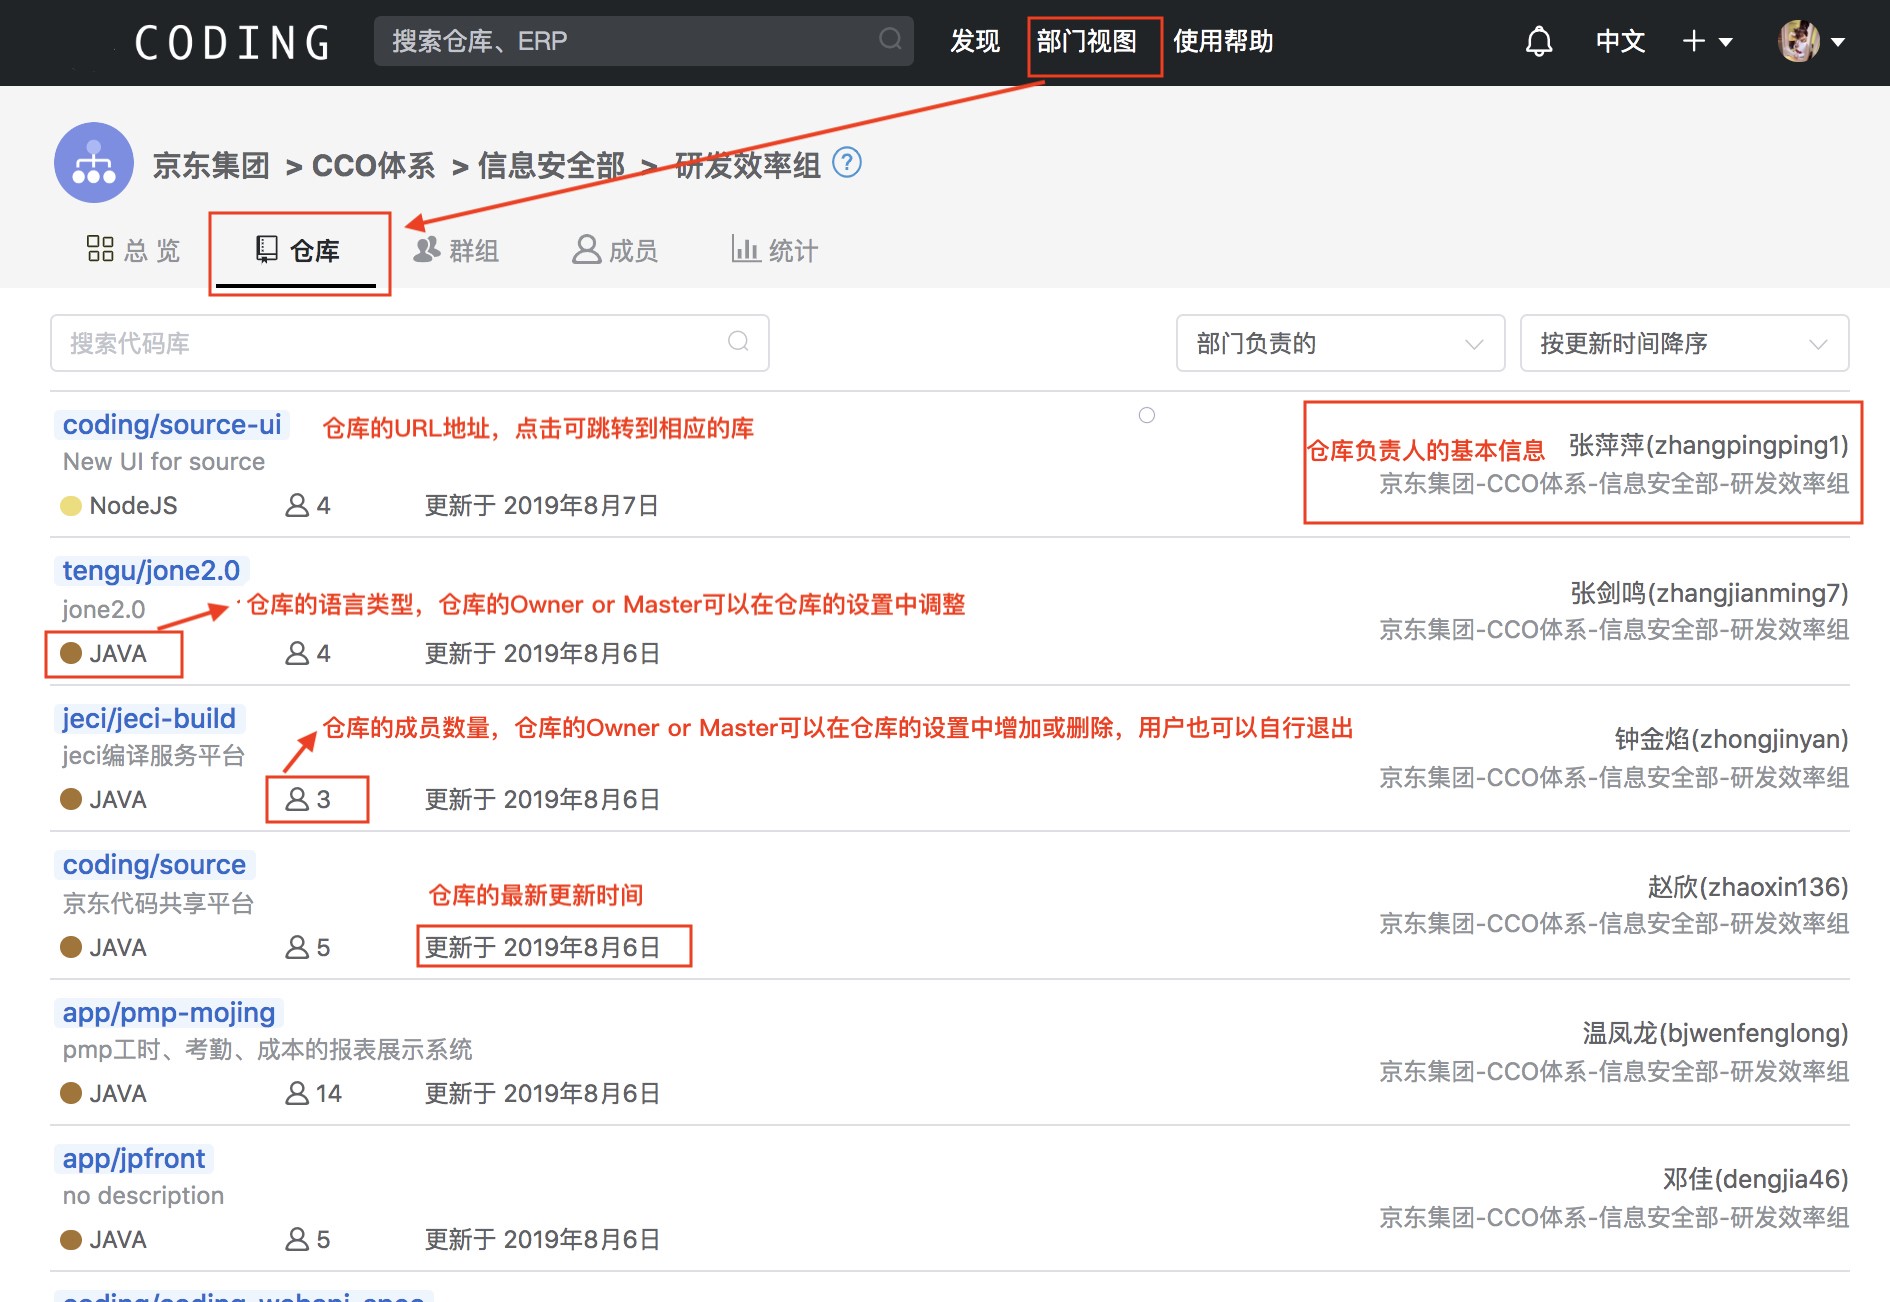 CODING 搜索仓库、ERP 发现 部门视图 使用帮助 中文
京东集团 > CCO体系 > 信息安全部 > 研发效率组 ?
总 览 仓库 群组 成员 统计
搜索代码库 部门负责的 按更新时间降序
coding/source-ui 仓库的URL地址，点击可跳转到相应的库
仓库负责人的基本信息 张萍萍(zhangpingping1)
New UI for source
京东集团-CCO体系-信息安全部-研发效率组
NodeJS 4 更新于 2019年8月7日
tengu/jone2.0
张剑鸣(zhangjianming7)
jone2.0 仓库的语言类型，仓库的Owner or Master可以在仓库的设置中调整
京东集团-CCO体系-信息安全部-研发效率组
JAVA 4 更新于 2019年8月6日
jeci/jeci-build 仓库的成员数量，仓库的Owner or Master可以在仓库的设置中增加或删除，用户也可以自行退出
钟金焰(zhongjinyan)
jeci编译服务平台
京东集团-CCO体系-信息安全部-研发效率组
JAVA 3 更新于 2019年8月6日
coding/source
赵欣(zhaoxin136)
京东代码共享平台 仓库的最新更新时间
京东集团-CCO体系-信息安全部-研发效率组
JAVA 5 更新于 2019年8月6日
app/pmp-mojing
温凤龙(bjwenfenglong)
pmp工时、考勤、成本的报表展示系统
京东集团-CCO体系-信息安全部-研发效率组
JAVA 14 更新于 2019年8月6日
app/jpfront
邓佳(dengjia46)
no description
京东集团-CCO体系-信息安全部-研发效率组
JAVA 5 更新于 2019年8月6日